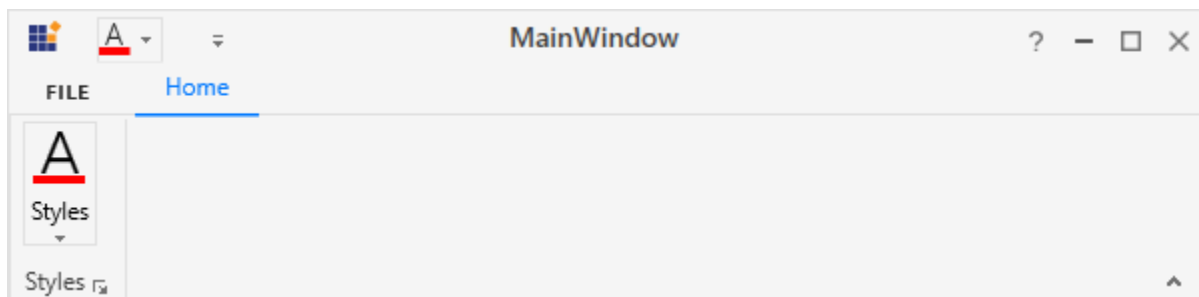 A MainWindow ?
FILE Home
A
Styles
Styles